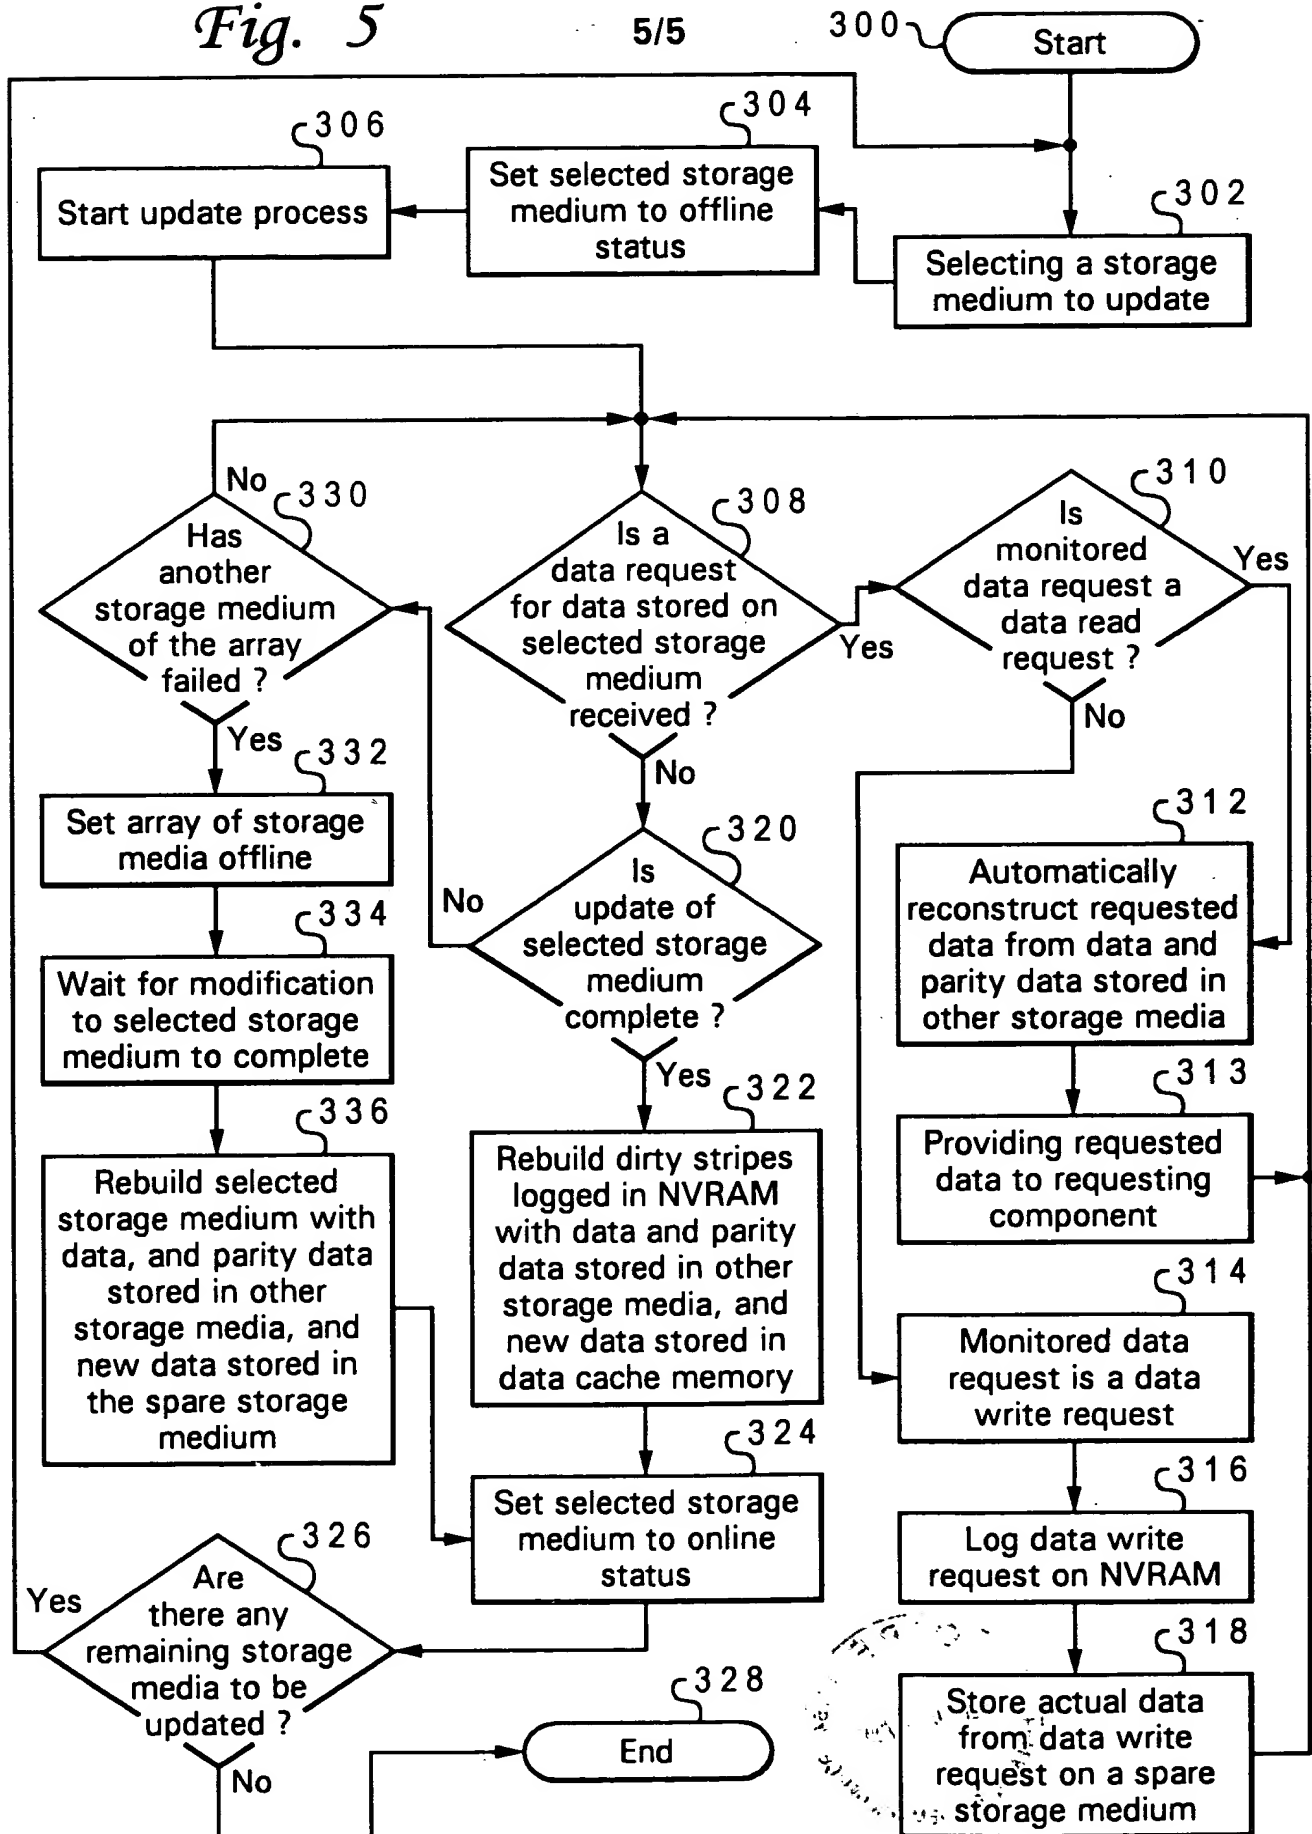 Fig. 5
5/5
300
Start
306
304
302
Start update process
Set selected storage
medium to offline
status
Selecting a storage
medium to update
No
330
Has
another
storage medium
of the array
failed ?
Yes
308
Is a
data request
for data stored on
selected storage
medium
received ?
Yes
No
310
Is
monitored
data request a
data read
request ?
Yes
No
332
Set array of storage
media offline
320
Is
update of
selected storage
medium
complete ?
No
Yes
312
Automatically
reconstruct requested
data from data and
parity data stored in
other storage media
334
Wait for modification
to selected storage
medium to complete
313
Providing requested
data to requesting
component
336
Rebuild selected
storage medium with
data, and parity data
stored in other
storage media, and
new data stored in
the spare storage
medium
322
Rebuild dirty stripes
logged in NVRAM
with data and parity
data stored in other
storage media, and
new data stored in
data cache memory
314
Monitored data
request is a data
write request
324
Set selected storage
medium to online
status
316
Log data write
request on NVRAM
326
Are
there any
remaining storage
media to be
updated ?
Yes
No
328
End
318
Store actual data
from data write
request on a spare
storage medium